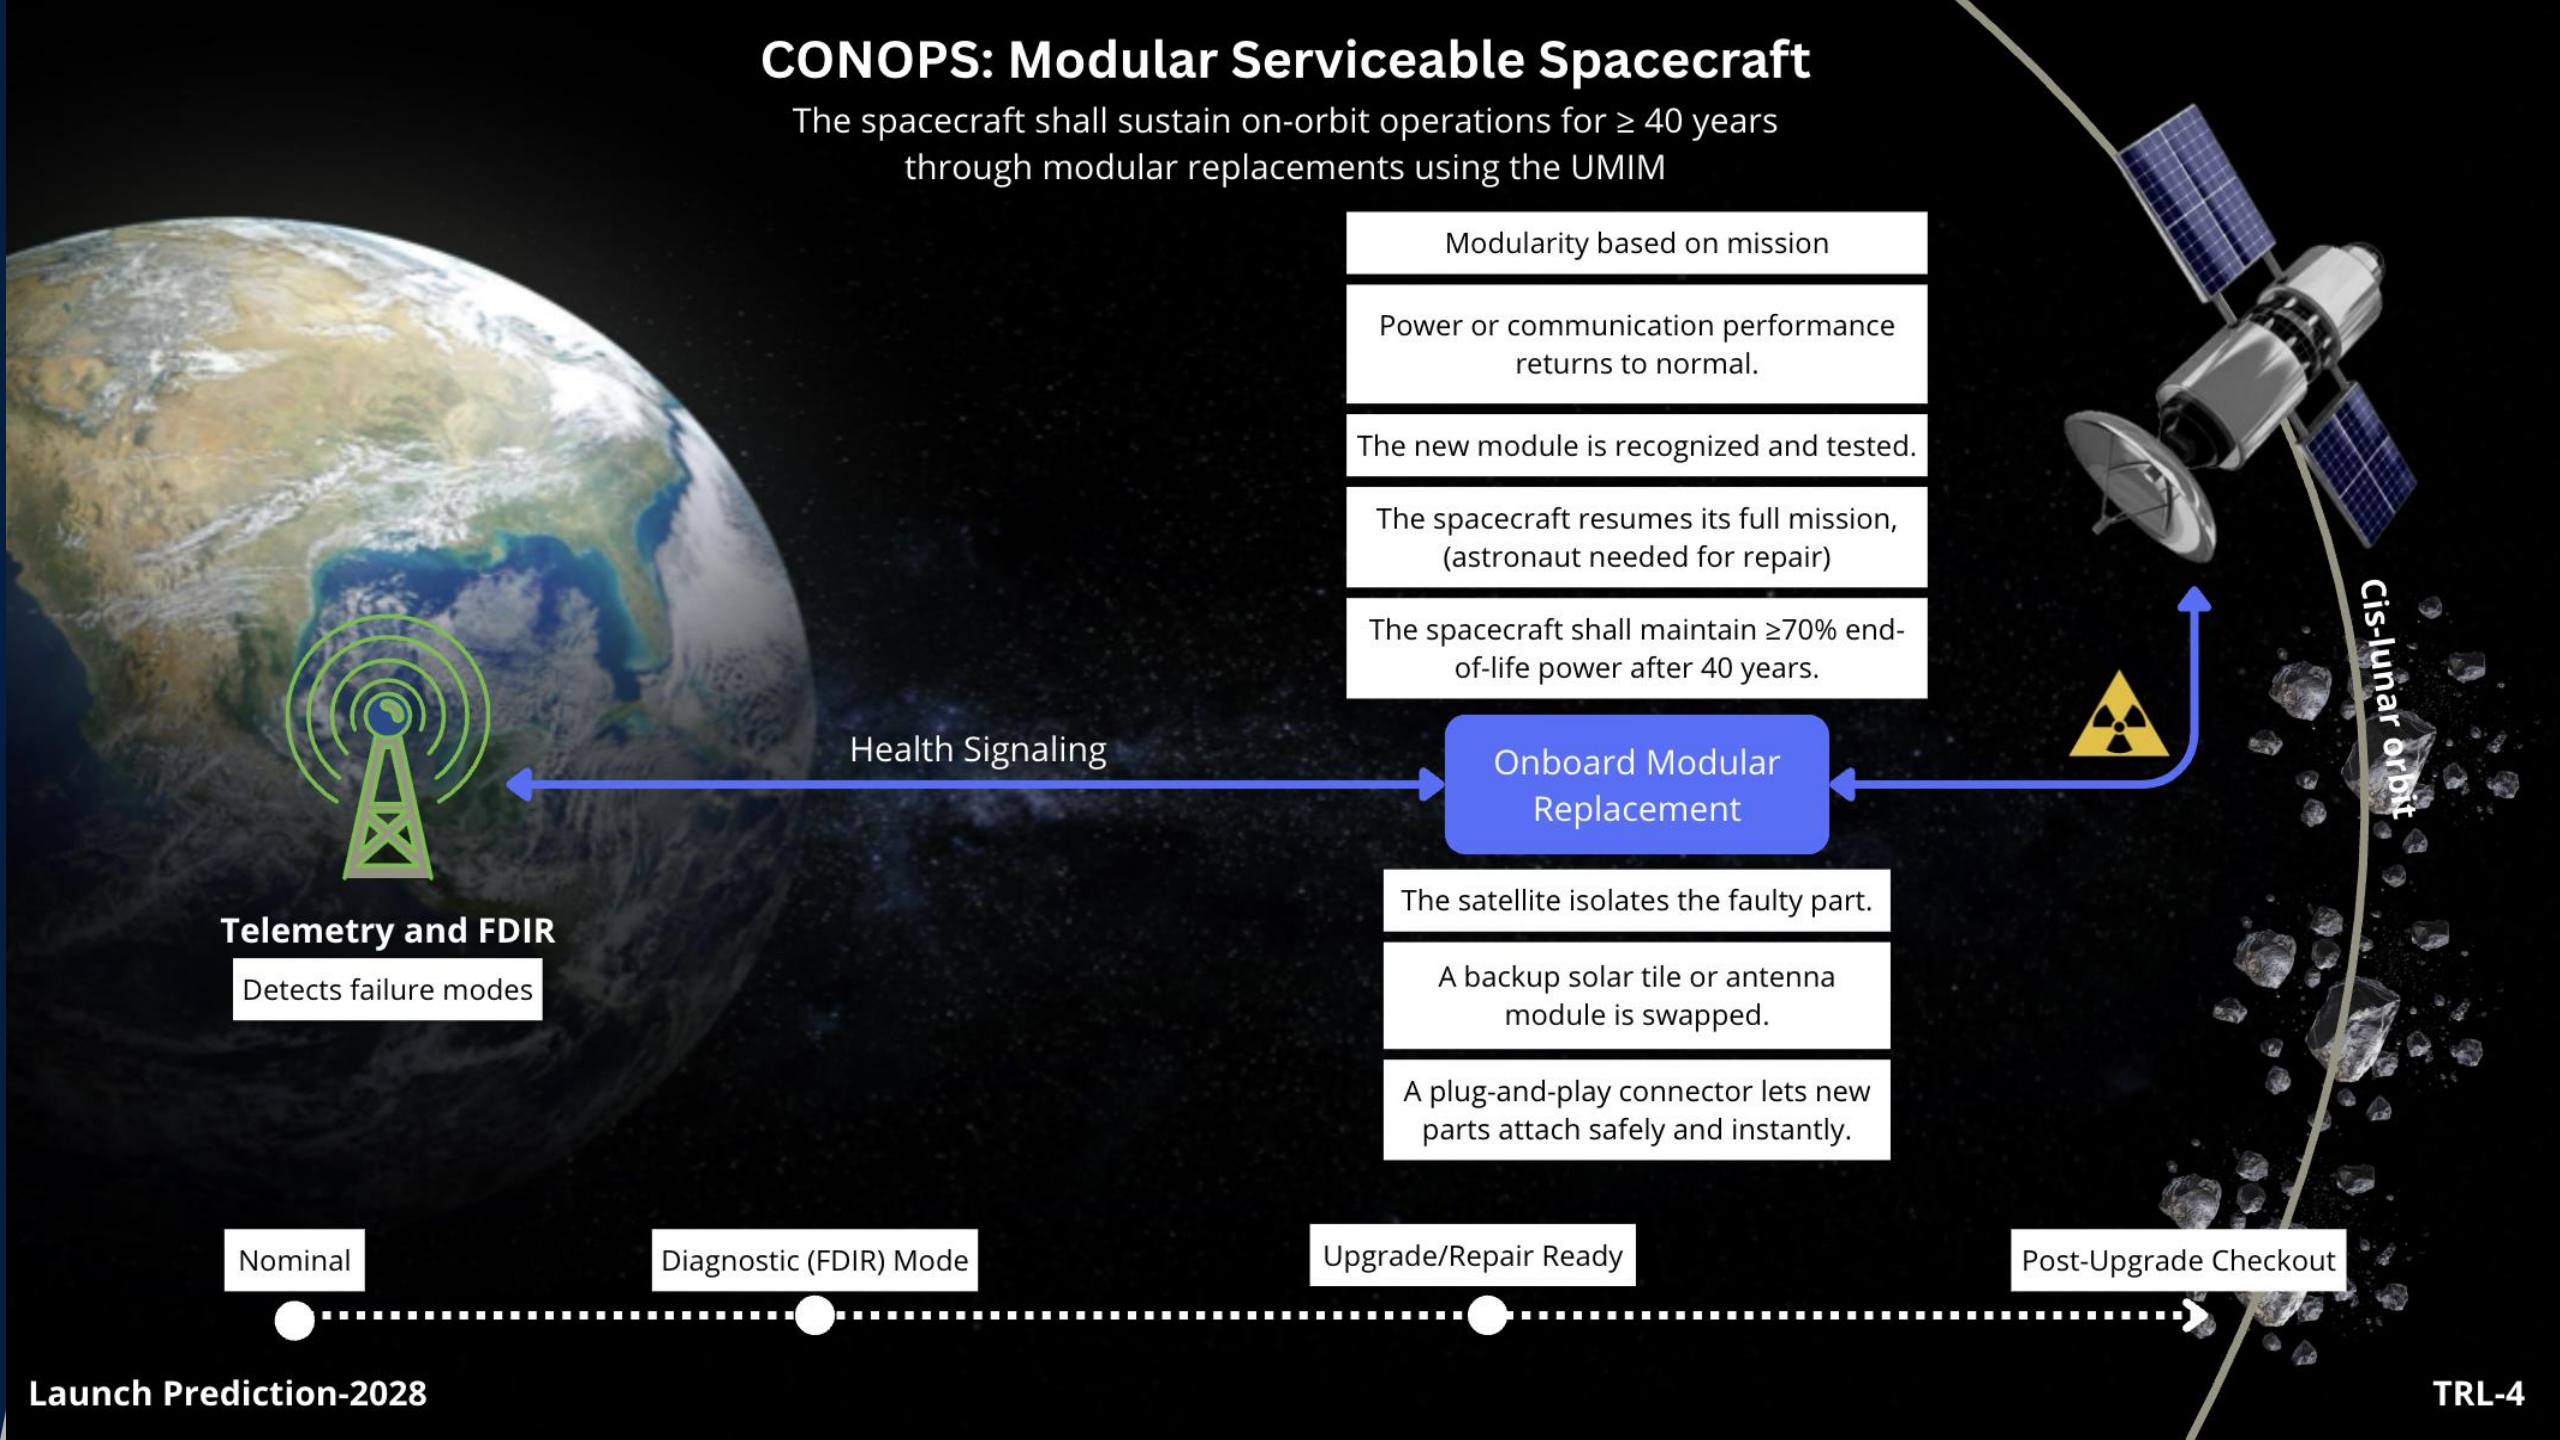 CONOPS: Modular Serviceable Spacecraft
The spacecraft shall sustain on-orbit operations for ≥ 40 years
through modular replacements using the UMIM
Modularity based on mission
Power or communication performance
returns to normal.
The new module is recognized and tested.
The spacecraft resumes its full mission,
(astronaut needed for repair)
The spacecraft shall maintain ≥70% end-
of-life power after 40 years.
Cis-lunar orbit
Health Signaling
Onboard Modular
Replacement
The satellite isolates the faulty part.
A backup solar tile or antenna
module is swapped.
A plug-and-play connector lets new
parts attach safely and instantly.
Telemetry and FDIR
Detects failure modes
Nominal
Diagnostic (FDIR) Mode
Upgrade/Repair Ready
Post-Upgrade Checkout
Launch Prediction-2028
TRL-4